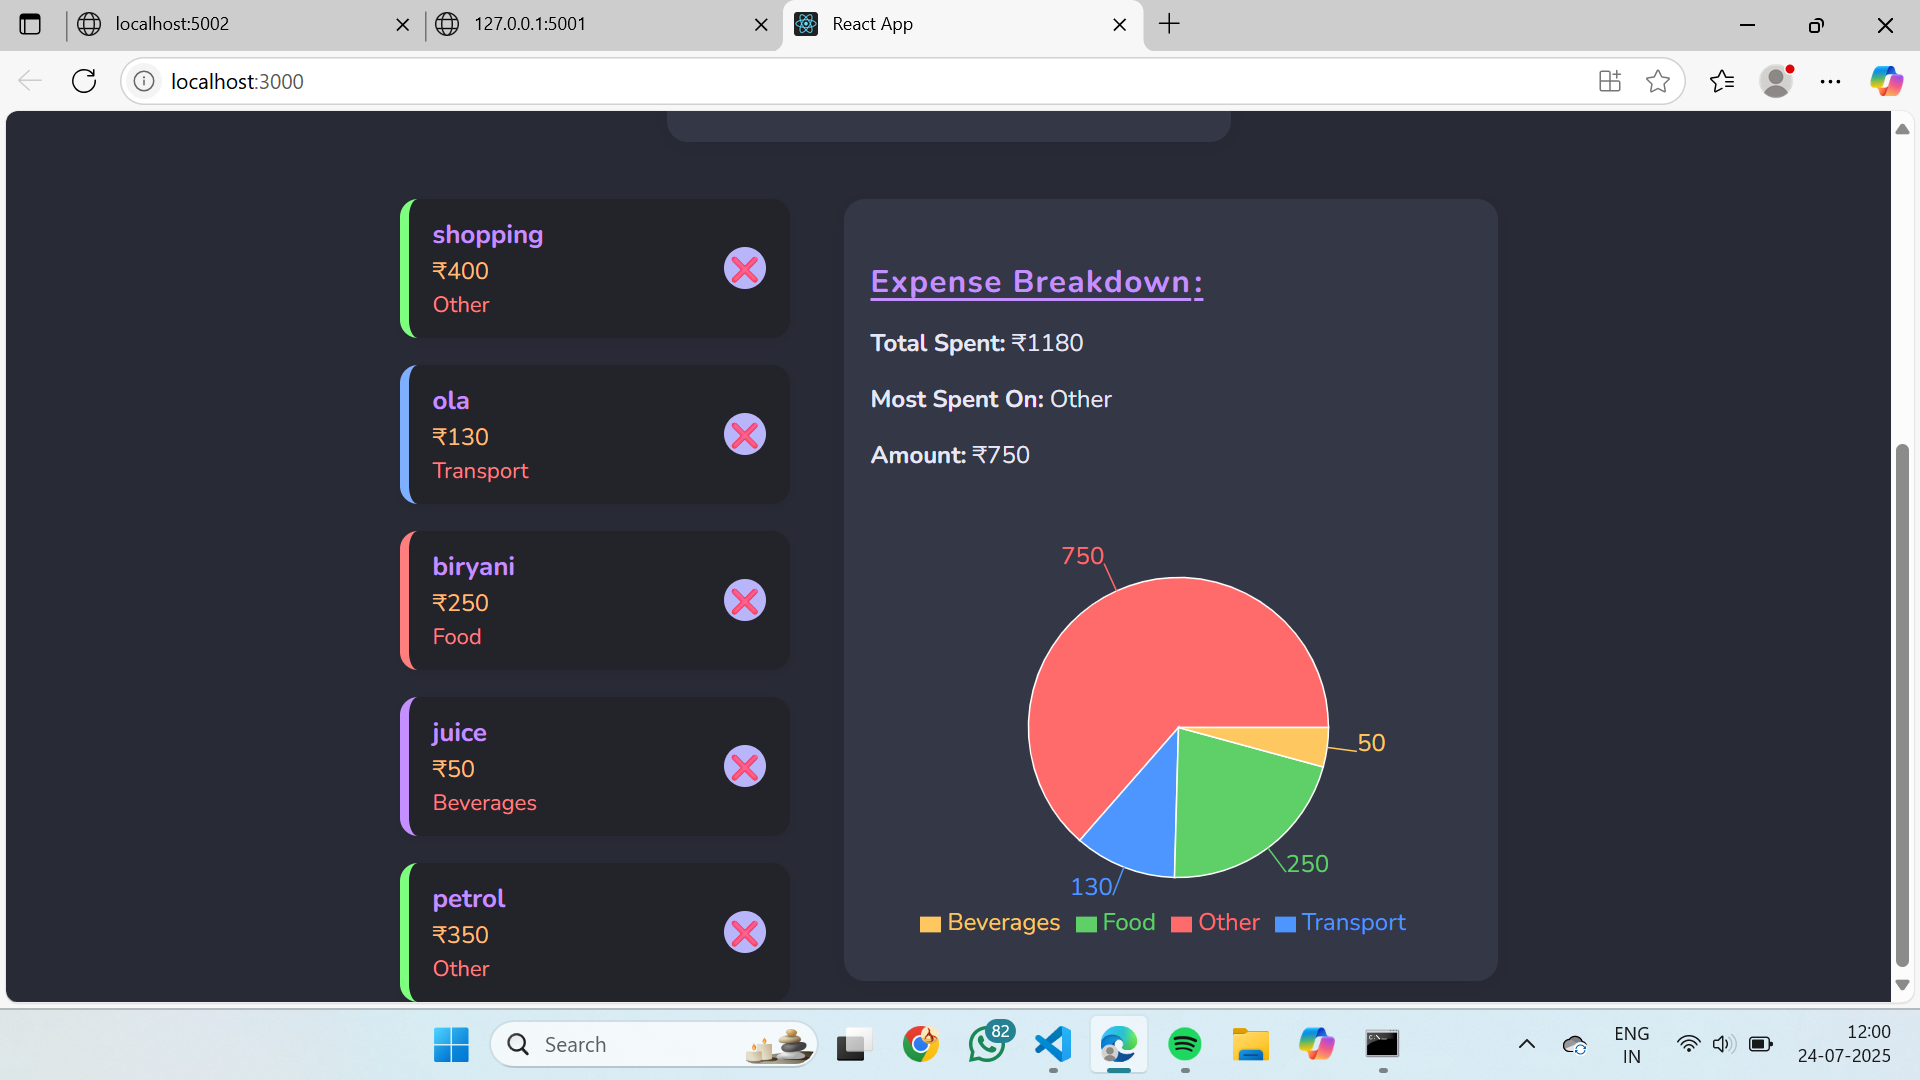 localhost:5002
127.0.0.1:5001
React App
localhost:3000
shopping
₹400
Other
ola
₹130
Transport
biryani
₹250
Food
juice
₹50
Beverages
petrol
₹350
Other
Expense Breakdown:
Total Spent: ₹1180
Most Spent On: Other
Amount: ₹750
750
50
250
130
Beverages Food Other Transport
Search
82
ENG
IN
12:00
24-07-2025